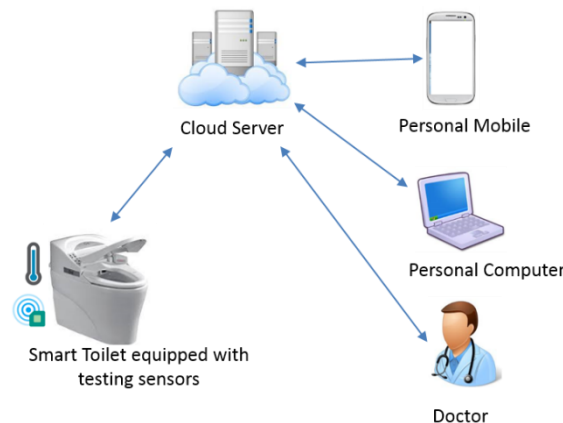 Cloud Server
Personal Mobile
Personal Computer
Smart Toilet equipped with
testing sensors
Doctor